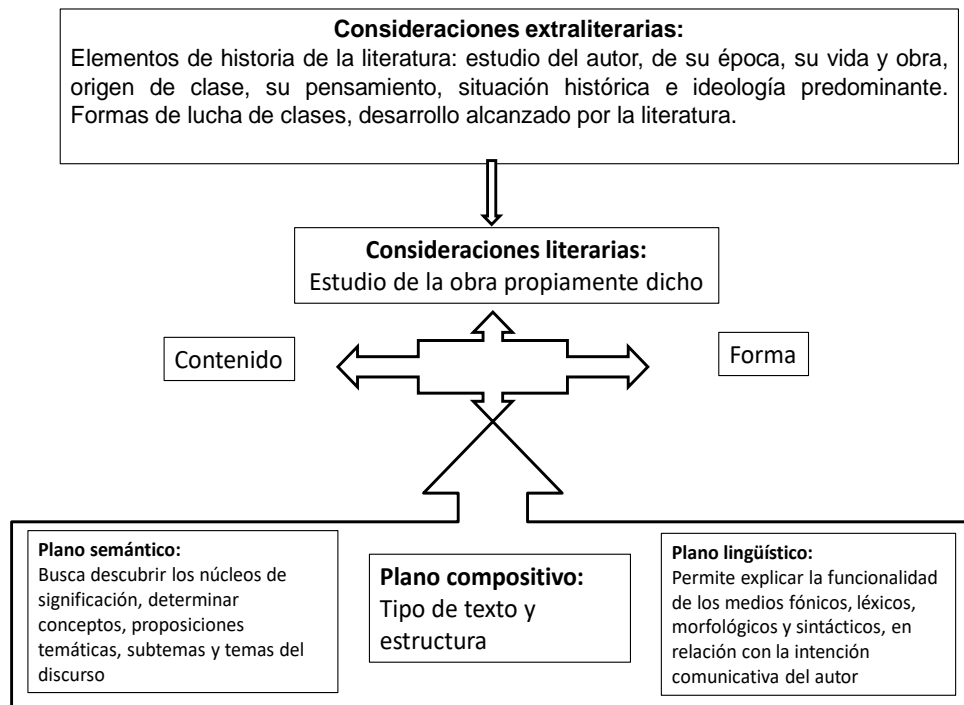 Consideraciones extraliterarias:
Elementos de historia de la literatura: estudio del autor, de su época, su vida y obra,
origen de clase, su pensamiento, situación histórica e ideología predominante.
Formas de lucha de clases, desarrollo alcanzado por la literatura.
Consideraciones literarias:
Estudio de la obra propiamente dicho
Contenido
Forma
Plano semántico:
Busca descubrir los núcleos de
significación, determinar
conceptos, proposiciones
temáticas, subtemas y temas del
discurso
Plano compositivo:
Tipo de texto y
estructura
Plano lingüístico:
Permite explicar la funcionalidad
de los medios fónicos, léxicos,
morfológicos y sintácticos, en
relación con la intención
comunicativa del autor